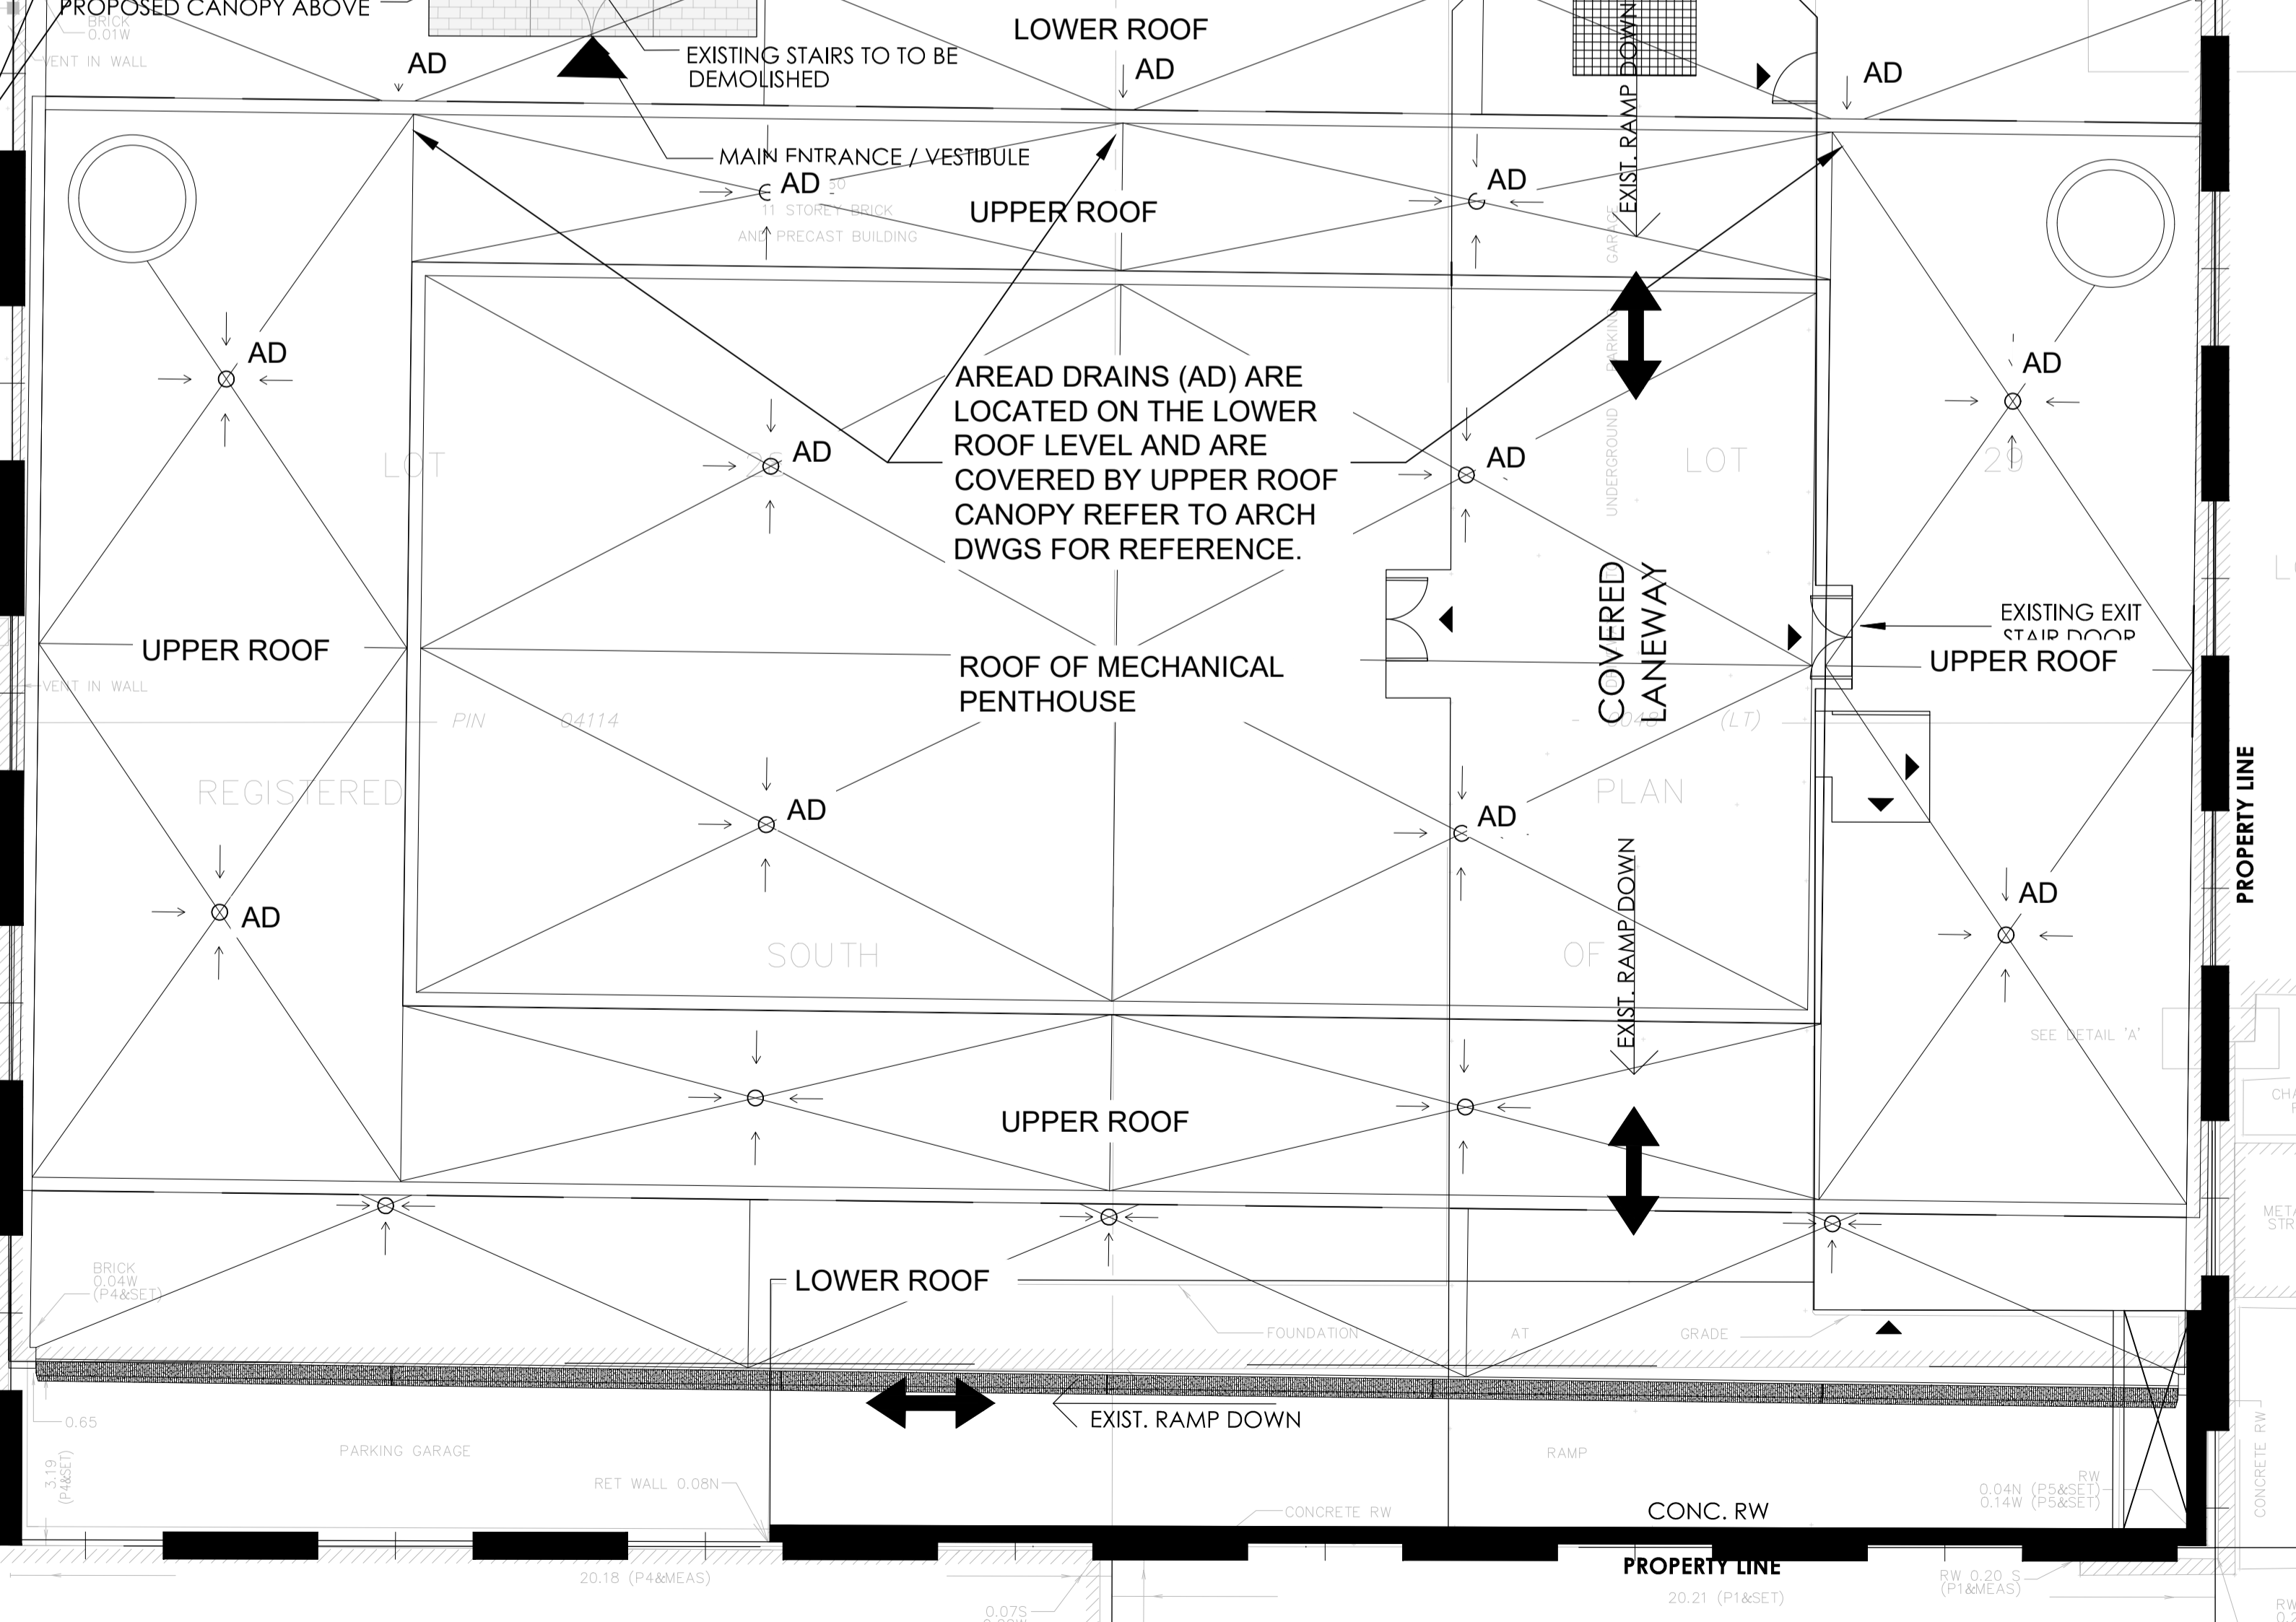 PROPOSED CANOPY ABOVE
BRICK
0.01W
VENT IN WALL
AD
EXISTING STAIRS TO TO BE
DEMOLISHED
LOWER ROOF
AD
EXIST. RAMP DOWN
AD
MAIN ENTRANCE / VESTIBULE
AD
11 STOREY BRICK
AND PRECAST BUILDING
UPPER ROOF
AD
GARAGE
PARKING
UNDERGROUND
AD
AD
AREAD DRAINS (AD) ARE
LOCATED ON THE LOWER
ROOF LEVEL AND ARE
COVERED BY UPPER ROOF
CANOPY REFER TO ARCH
DWGS FOR REFERENCE.
LOT
AD
AD
LOT
29
COVERED
LANEWAY
EXISTING EXIT
STAIR DOOR
UPPER ROOF
UPPER ROOF
ROOF OF MECHANICAL
PENTHOUSE
VENT IN WALL
PIN 04114
- 0048 (LT)
PROPERTY LINE
REGISTERED
PLAN
AD
AD
AD
AD
EXIST. RAMP DOWN
SOUTH
OF
SEE DETAIL 'A'
UPPER ROOF
BRICK
0.04W
(P4&SET)
LOWER ROOF
FOUNDATION AT GRADE
0.65
EXIST. RAMP DOWN
PARKING GARAGE
RAMP
3.19
(P4&SET)
RET WALL 0.08N
CONCRETE RW
CONC. RW
RW
0.04N (P5&SET)
0.14W (P5&SET)
CONCRETE RW
PROPERTY LINE
20.18 (P4&MEAS)
20.21 (P1&SET)
RW 0.20 S
(P1&MEAS)
0.07S